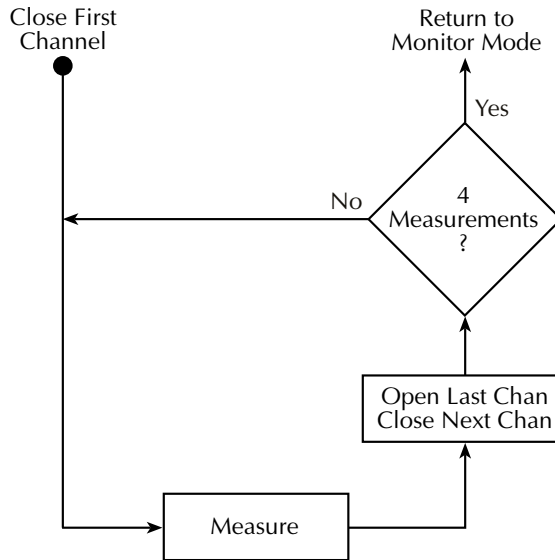 Close First
Channel
Return to
Monitor Mode
Yes
No
4
Measurements
?
Open Last Chan
Close Next Chan
Measure